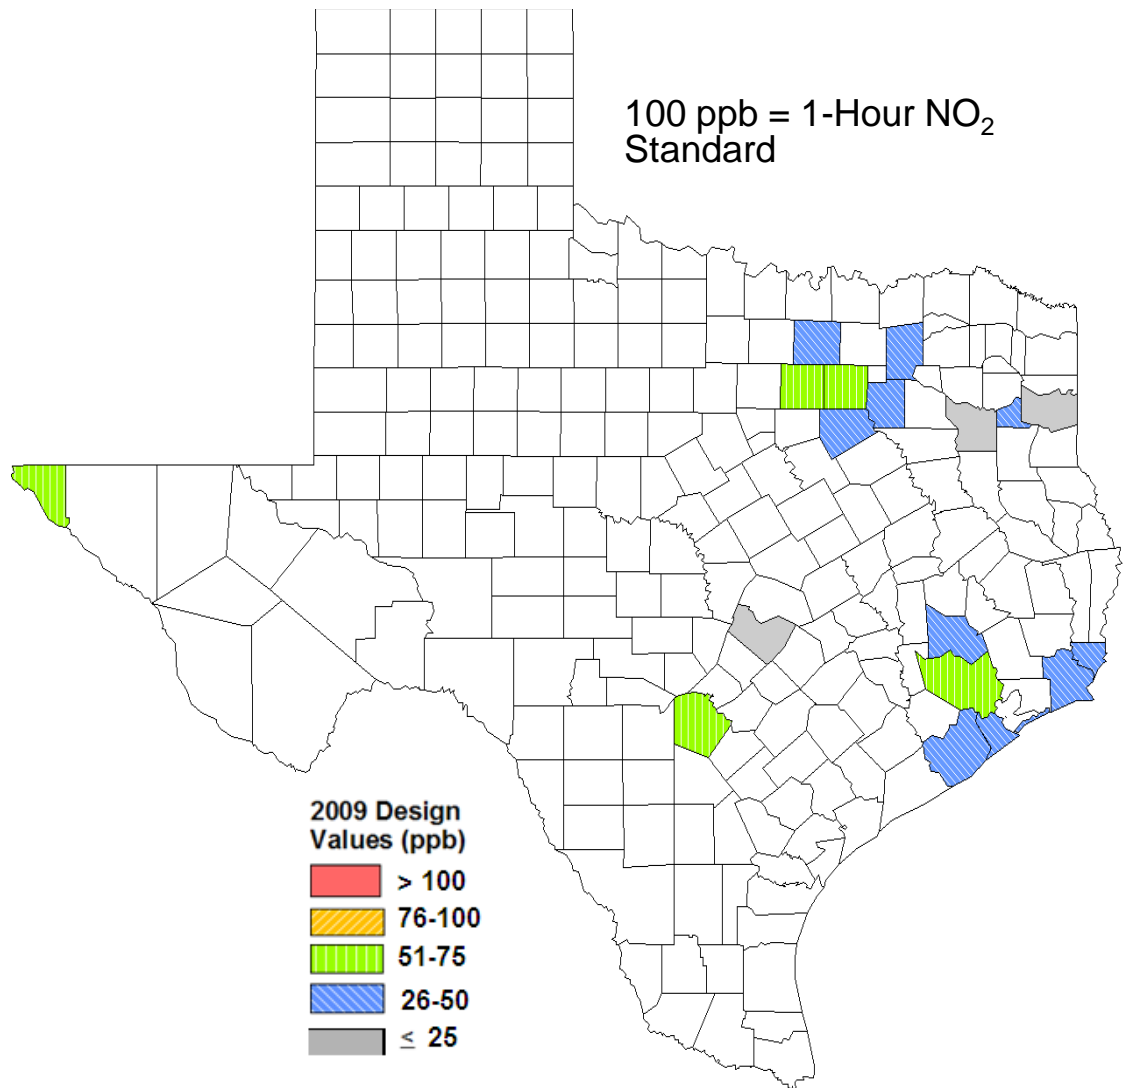 100 ppb = 1-Hour NO₂
Standard
2009 Design
Values (ppb)
> 100
76-100
51-75
26-50
≤ 25